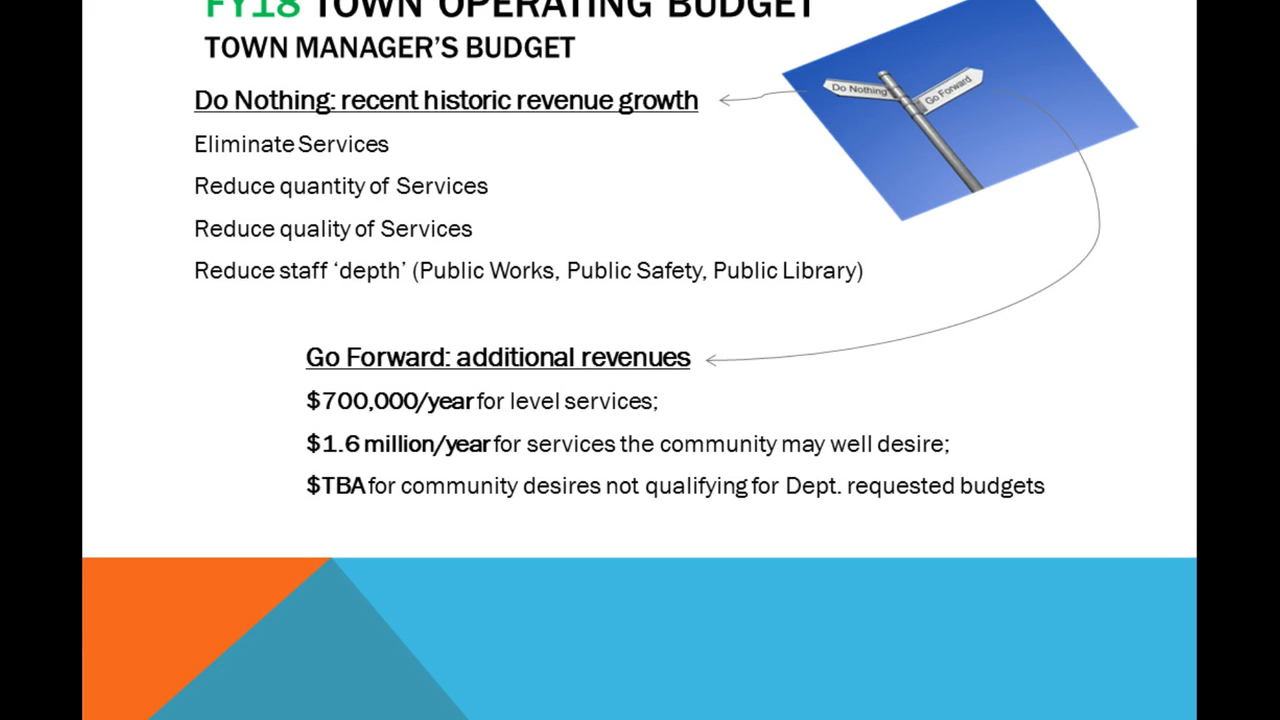 FY18 TOWN OPERATING BUDGET
TOWN MANAGER'S BUDGET
Do Nothing: recent historic revenue growth
Do Nothing
Go Forward
Eliminate Services
Reduce quantity of Services
Reduce quality of Services
Reduce staff ‘depth’ (Public Works, Public Safety, Public Library)
Go Forward: additional revenues
$700,000/year for level services;
$1.6 million/year for services the community may well desire;
$TBA for community desires not qualifying for Dept. requested budgets